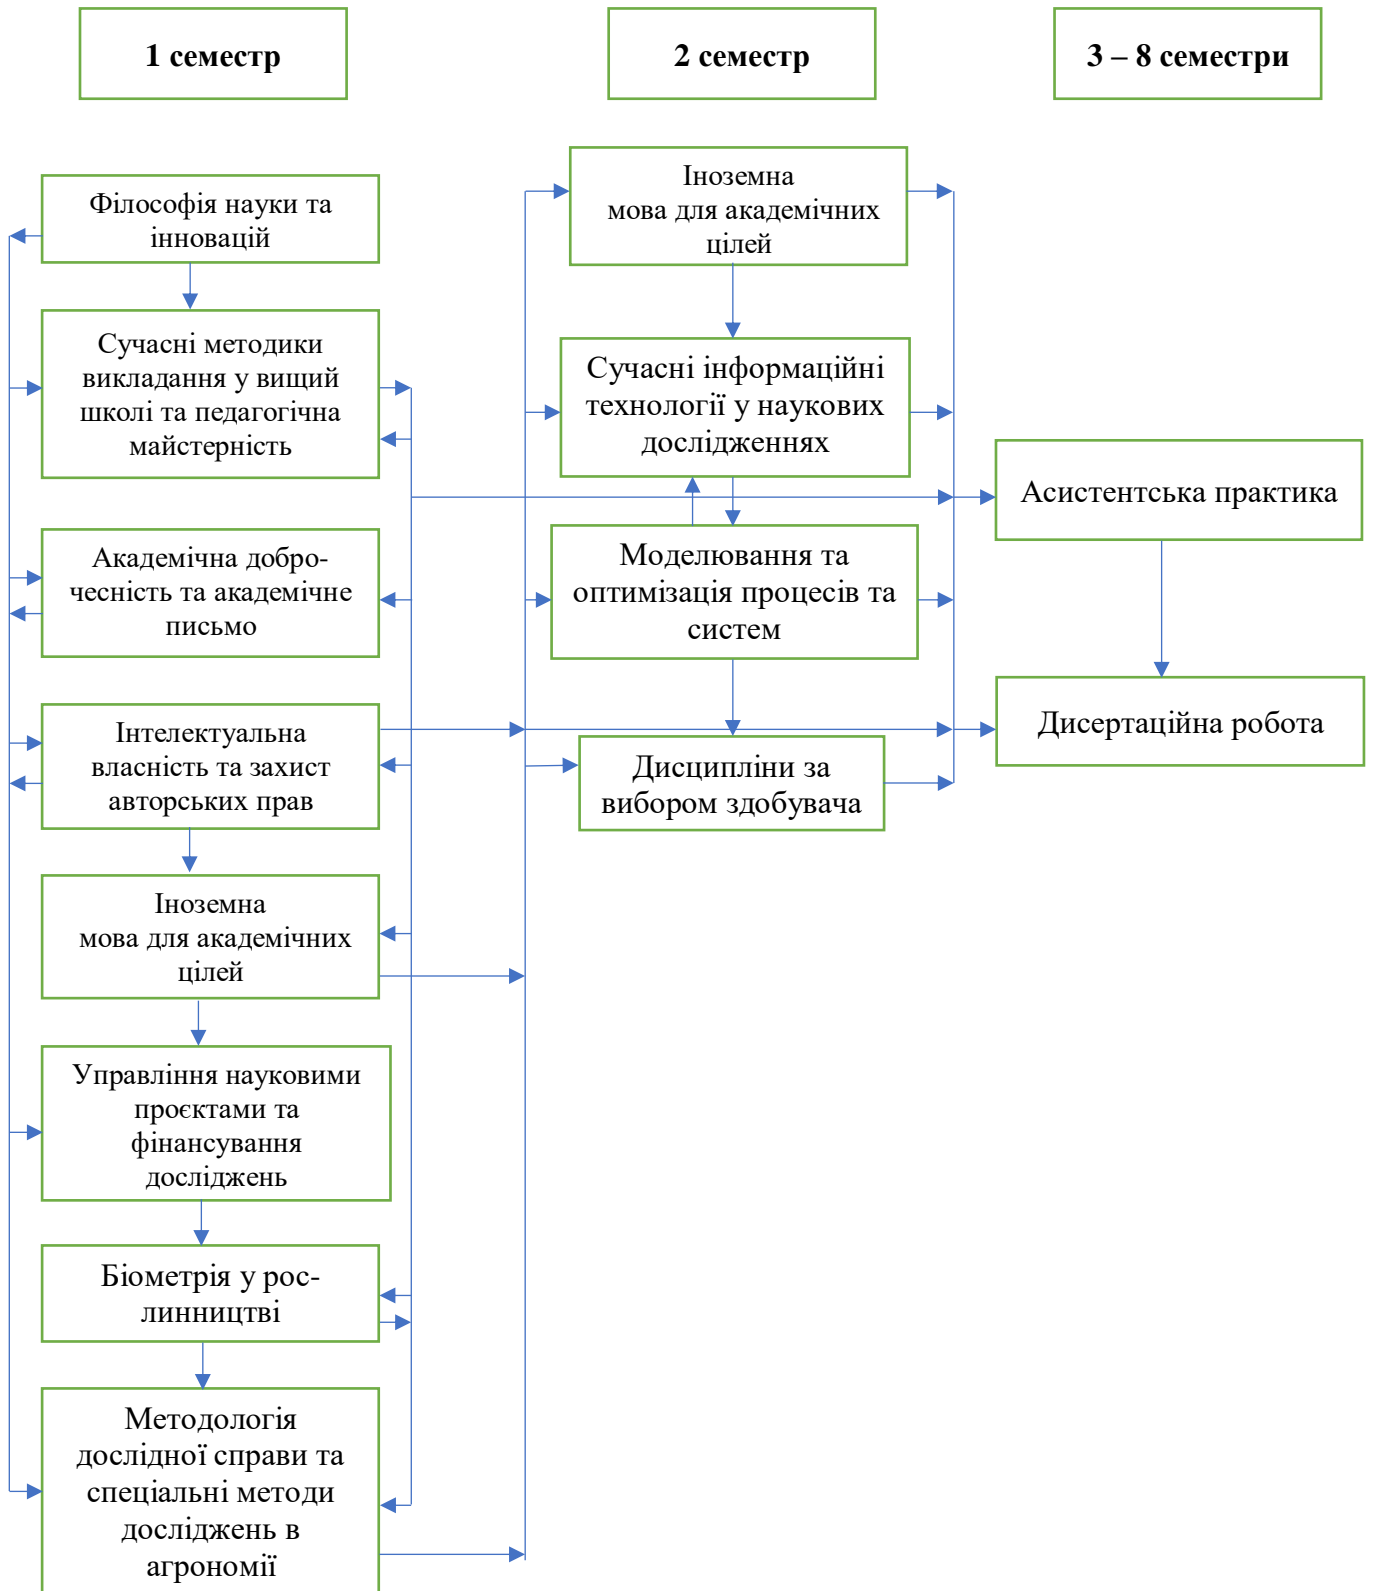 1 семестр
2 семестр
3 – 8 семестри
Філософія науки та
інновацій
Сучасні методики
викладання у вищий
школі та педагогічна
майстерність
Академічна добро-
чесність та академічне
письмо
Інтелектуальна
власність та захист
авторських прав
Іноземна
мова для академічних
цілей
Управління науковими
проєктами та
фінансування
досліджень
Біометрія у рос-
линництві
Методологія
дослідної справи та
спеціальні методи
досліджень в
агрономії
Іноземна
мова для академічних
цілей
Сучасні інформаційні
технології у наукових
дослідженнях
Моделювання та
оптимізація процесів та
систем
Дисципліни за
вибором здобувача
Асистентська практика
Дисертаційна робота